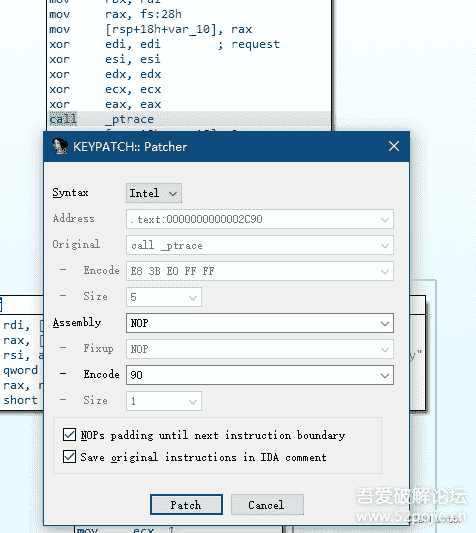 mov rax, fs:28h
mov [rsp+18h+var_10], rax
xor edi, edi ; request
xor esi, esi
xor edx, edx
xor ecx, ecx
xor eax, eax
call _ptrace
KEYPATCH:: Patcher
Syntax Intel
Address .text:0000000000002C90
Original call _ptrace
- Encode E8 3B E0 FF FF
- Size 5
Assembly NOP
- Fixup NOP
- Encode 90
- Size 1
NOPs padding until next instruction boundary
Save original instructions in IDA comment
Patch Cancel
rdi, [
rax, [
rsi, a
qword
rax, r
short
y"
吾爱破解论坛
www.52pojie.cn
mov ecx,